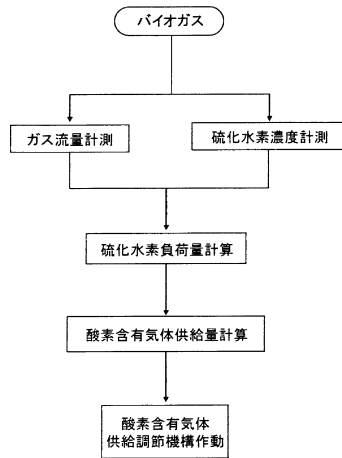 バイオガス
ガス流量計測
硫化水素濃度計測
硫化水素負荷量計算
酸素含有気体供給量計算
酸素含有気体
供給調節機構作動